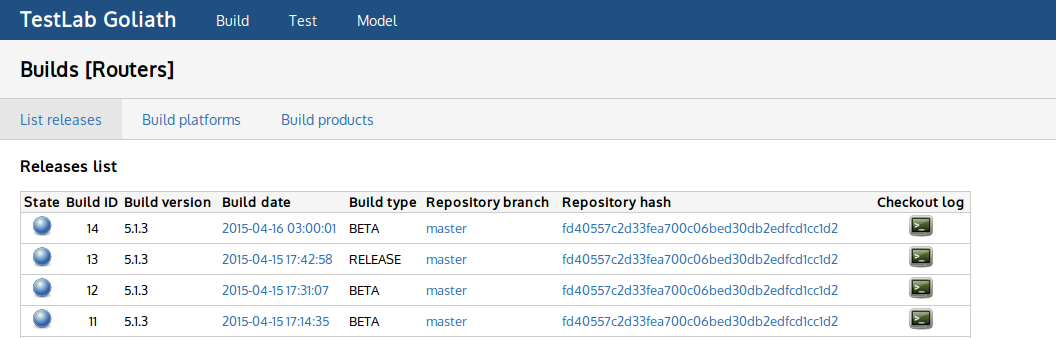 TestLab Goliath Build Test Model
Builds [Routers]
List releases Build platforms Build products
Releases list
State Build ID Build version Build date Build type Repository branch Repository hash Checkout log
14 5.1.3 2015-04-16 03:00:01 BETA master fd40557c2d33fea700c06bed30db2edfcd1cc1d2 >_
13 5.1.3 2015-04-15 17:42:58 RELEASE master fd40557c2d33fea700c06bed30db2edfcd1cc1d2 >_
12 5.1.3 2015-04-15 17:31:07 BETA master fd40557c2d33fea700c06bed30db2edfcd1cc1d2 >_
11 5.1.3 2015-04-15 17:14:35 BETA master fd40557c2d33fea700c06bed30db2edfcd1cc1d2 >_